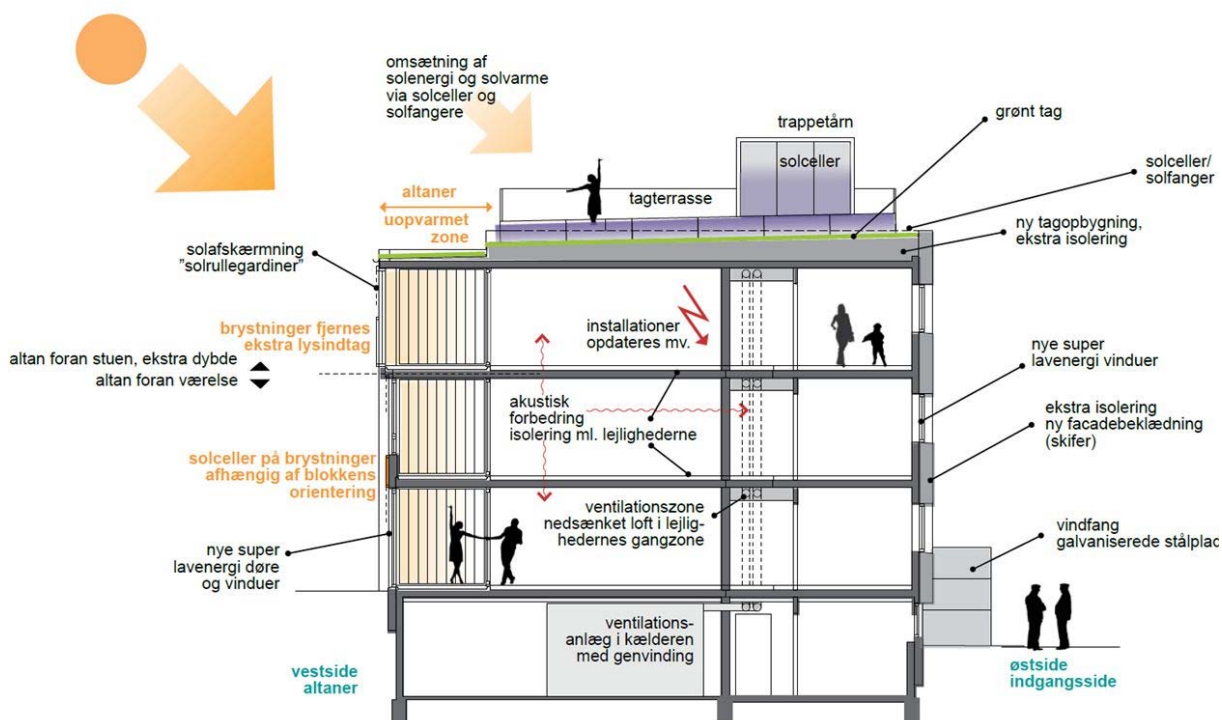 omsætning af
solenergi og solvarme
via solceller og
solfangere
trappetårn
solceller
grønt tag
solceller/
solfanger
altaner
uopvarmet
zone
tagterrasse
ny tagopbygning,
ekstra isolering
solafskærmning
"solrullegardiner"
brystninger fjernes
ekstra lysindtag
installationer
opdateres mv.
altan foran stuen, ekstra dybde
altan foran værelse
nye super
lavenergi vinduer
akustisk
forbedring
isolering ml. lejlighederne
ekstra isolering
ny facadebeklædning
(skifer)
solceller på brystninger
afhængig af blokkens
orientering
ventilationszone
nedsænket loft i lejlig-
hedernes gangzone
vindfang
galvaniserede stålplad
nye super
lavenergi døre
og vinduer
ventilations-
anlæg i kælderen
med genvinding
vestside
altaner
østside
indgangsside